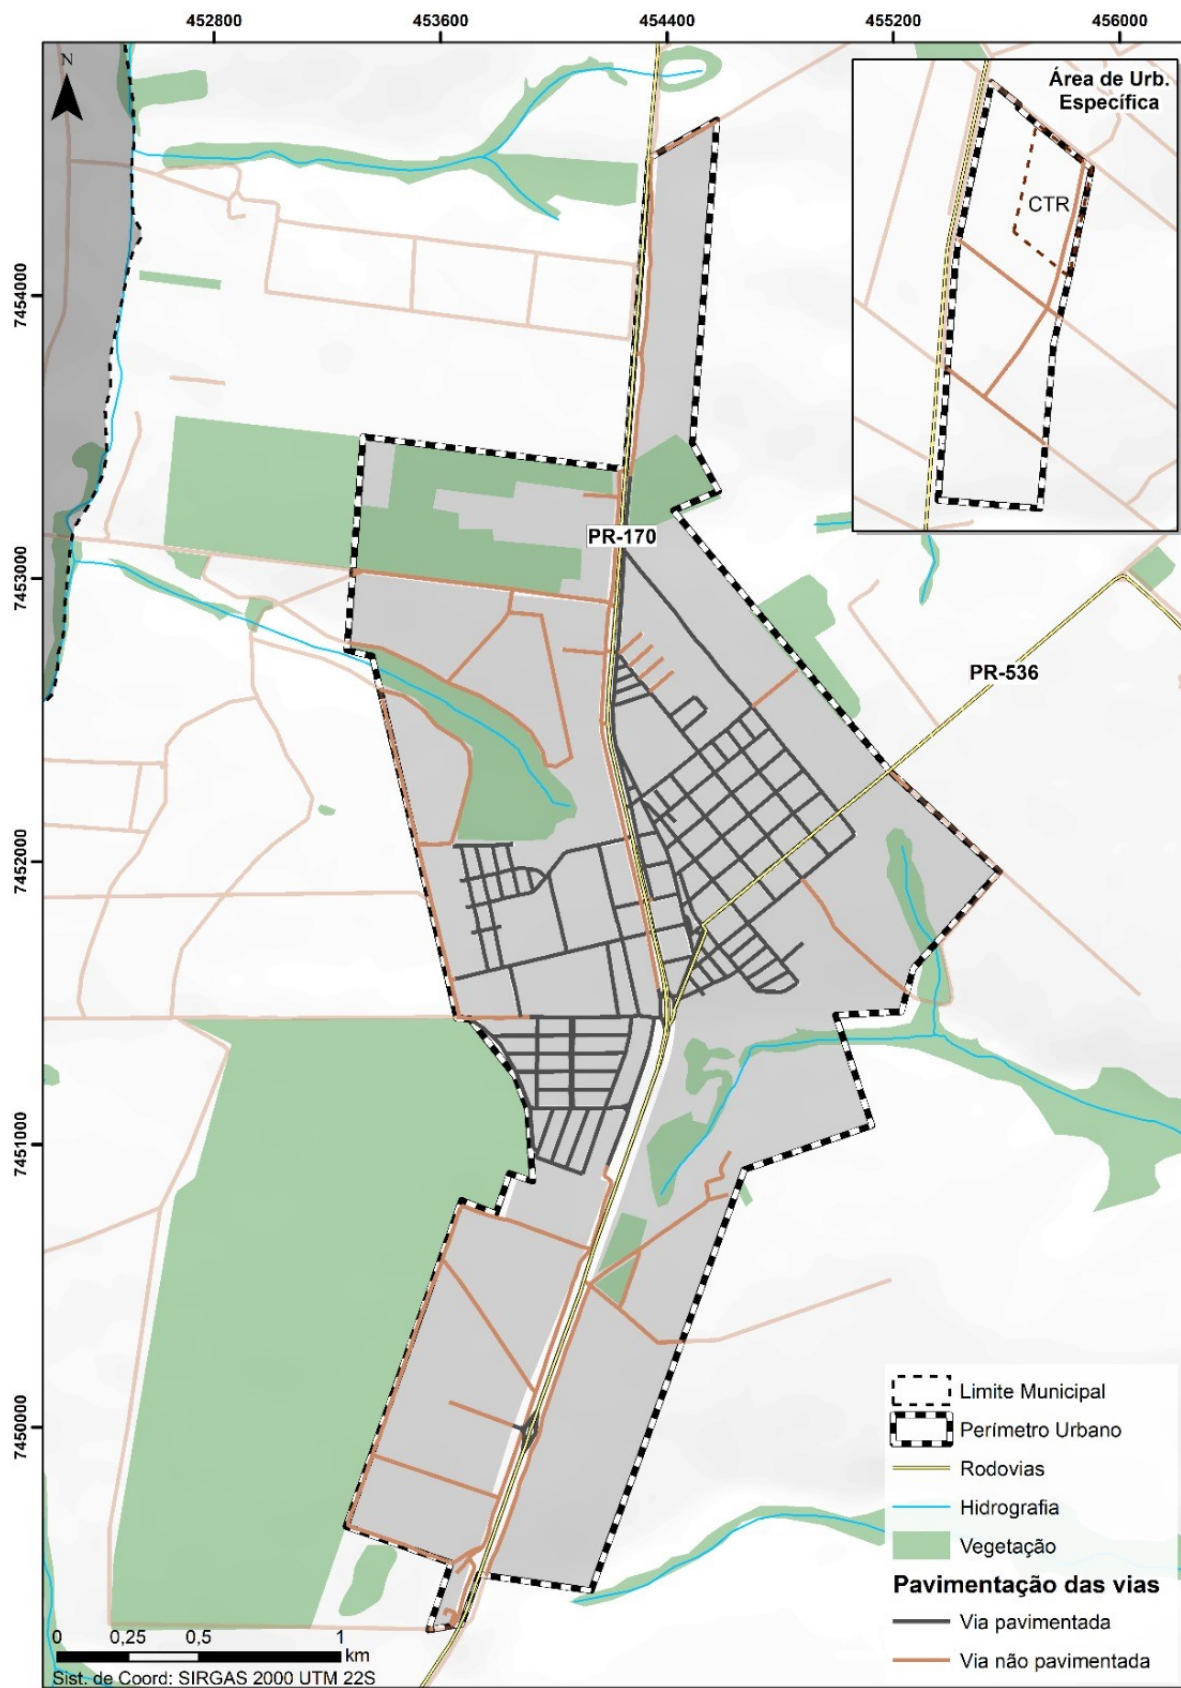 452800
453600
454400
455200
456000
N
Área de Urb.
Específica
CTR
7454000
PR-170
7453000
PR-536
7452000
7451000
7450000
Limite Municipal
Perímetro Urbano
Rodovias
Hidrografia
Vegetação
Pavimentação das vias
Via pavimentada
Via não pavimentada
0 0,25 0,5 1
km
Sist. de Coord: SIRGAS 2000 UTM 22S